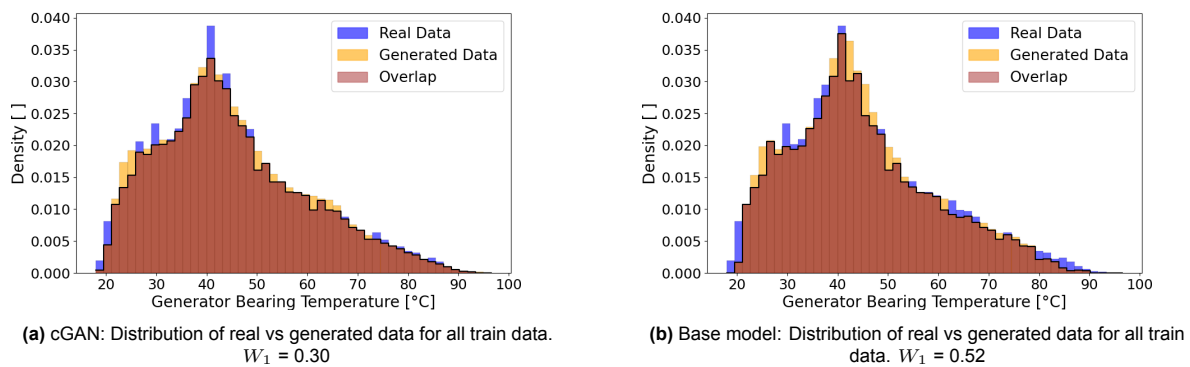 0.040
0.035
0.030
0.025
0.020
0.015
0.010
0.005
0.000
Density [ ]
Real Data
Generated Data
Overlap
20 30 40 50 60 70 80 90 100
Generator Bearing Temperature [°C]
(a) cGAN: Distribution of real vs generated data for all train data.
W₁ = 0.30
0.040
0.035
0.030
0.025
0.020
0.015
0.010
0.005
0.000
Density [ ]
Real Data
Generated Data
Overlap
20 30 40 50 60 70 80 90 100
Generator Bearing Temperature [°C]
(b) Base model: Distribution of real vs generated data for all train
data. W₁ = 0.52